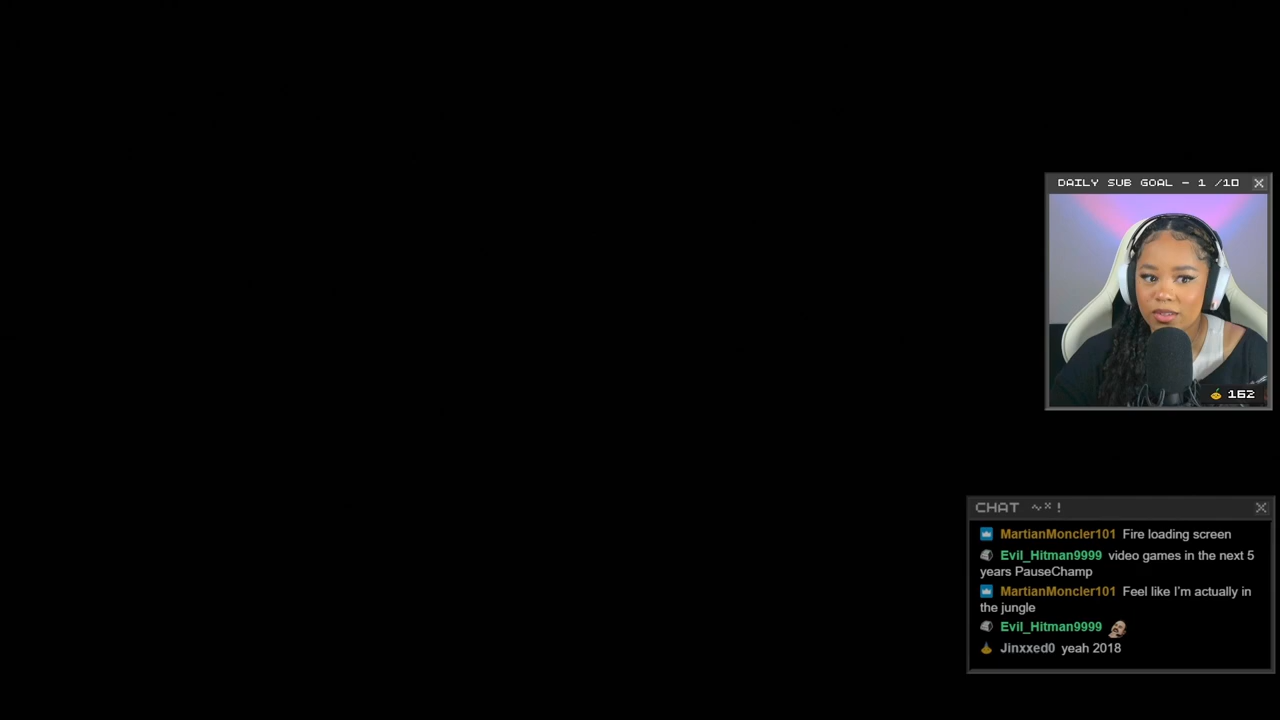 DAILY SUB GOAL - 1 /10
162
CHAT ~*!
MartianMoncler101 Fire loading screen
Evil_Hitman9999 video games in the next 5
years PauseChamp
MartianMoncler101 Feel like I'm actually in
the jungle
Evil_Hitman9999
Jinxxed0 yeah 2018